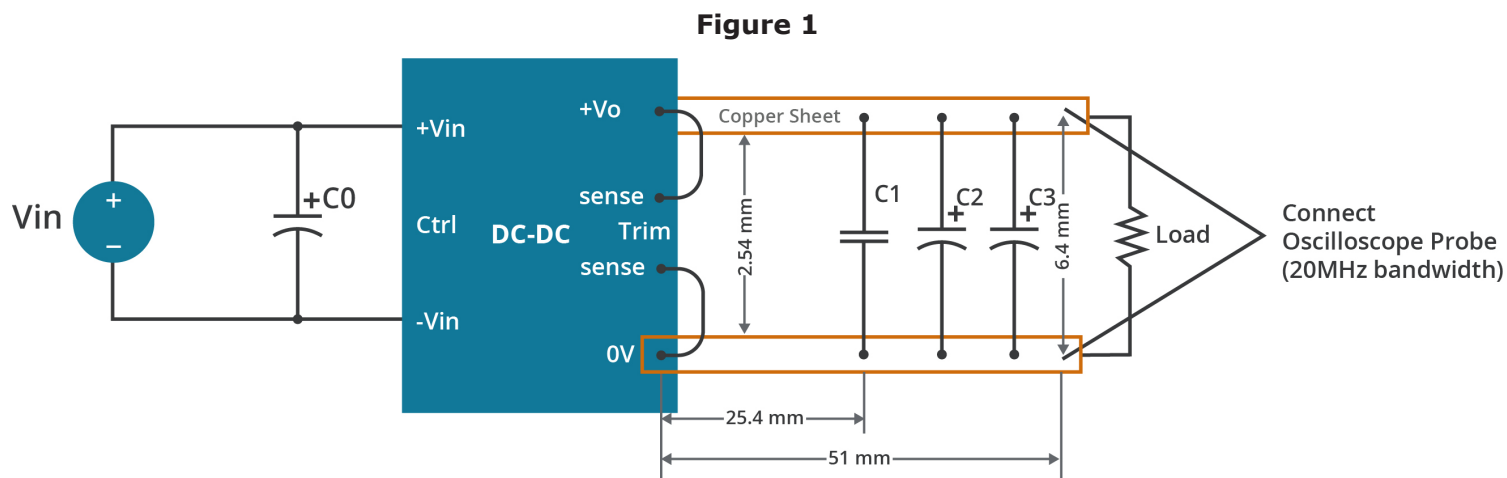 Figure 1
Vin
+
−
+C0
+Vin
Ctrl
-Vin
DC-DC
+Vo
sense
Trim
sense
0V
Copper Sheet
2.54 mm
C1
+C2
+C3
6.4 mm
Load
Connect
Oscilloscope Probe
(20MHz bandwidth)
25.4 mm
51 mm